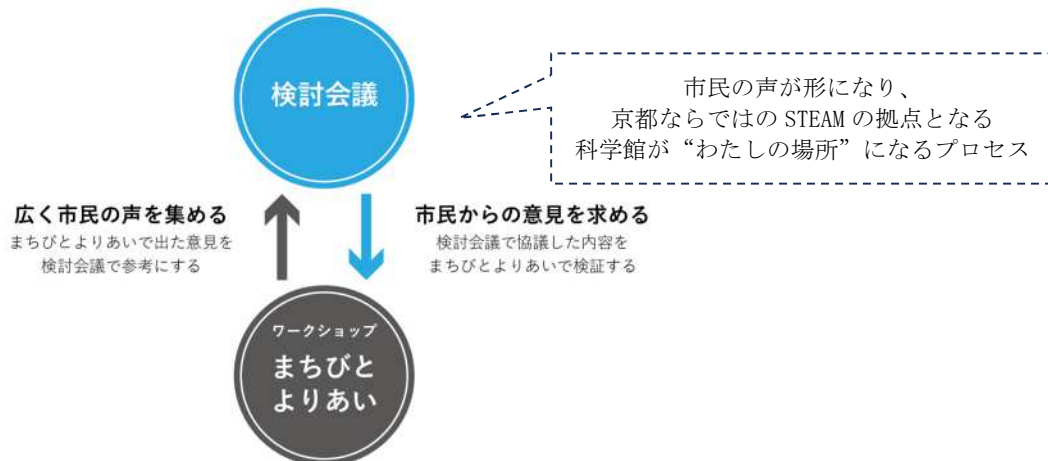 検討会議
市民の声が形になり、
京都ならではの STEAM の拠点となる
科学館が“わたしの場所”になるプロセス
広く市民の声を集める
まちびとよりあいで出た意見を
検討会議で参考にする
市民からの意見を求める
検討会議で協議した内容を
まちびとよりあいで検証する
ワークショップ
まちびと
よりあい